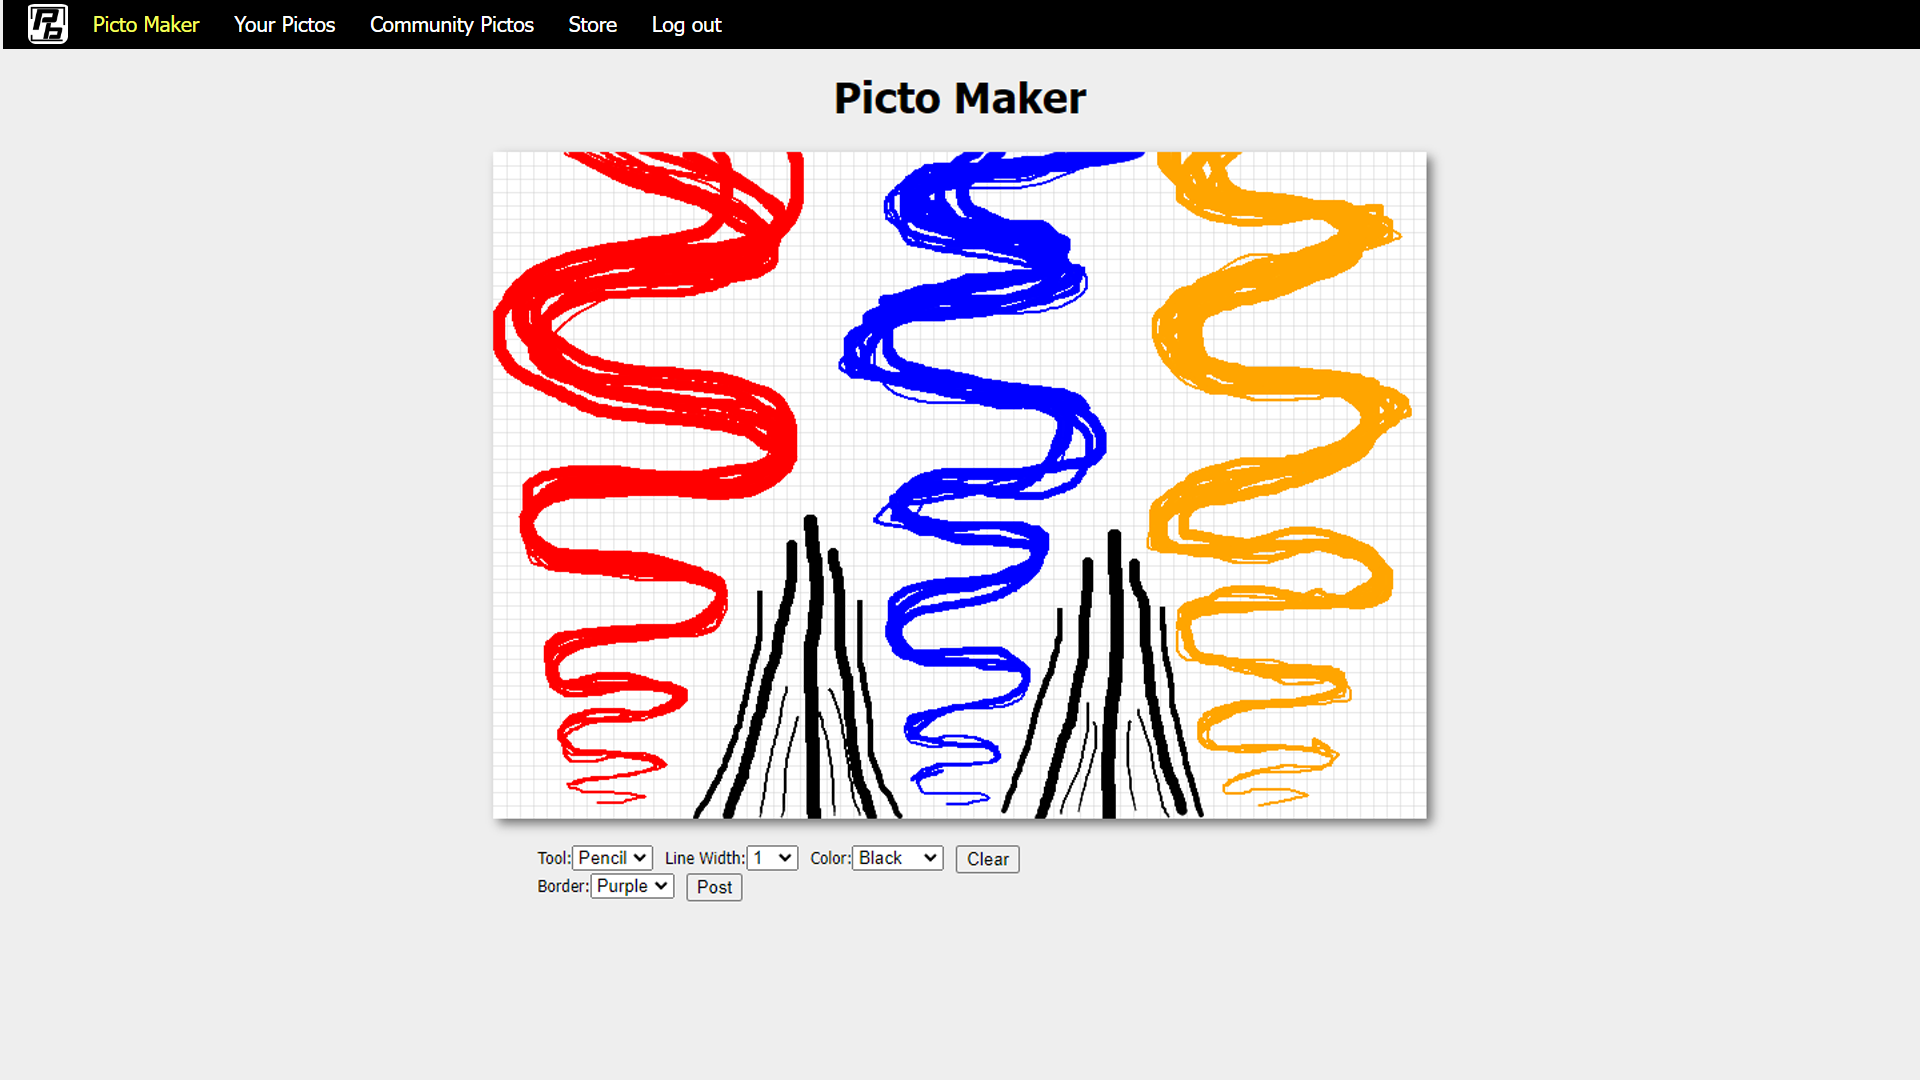 Pb Picto Maker Your Pictos Community Pictos Store Log out
Picto Maker
Tool: Pencil Line Width: 1 Color: Black Clear
Border: Purple Post